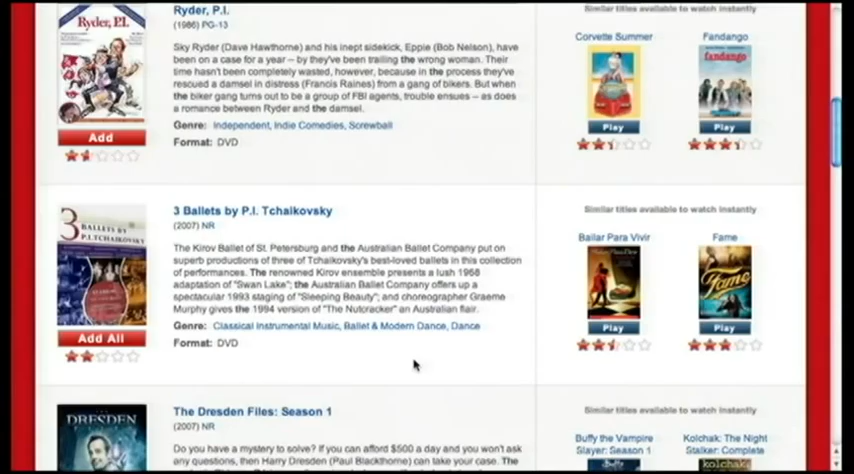 Ryder, P.I.
Similar titles available to watch instantly
(1986) PG-13
Corvette Summer
Fandango
Sky Ryder (Dave Hawthorne) and his inept sidekick, Eppie (Bob Nelson), have
been on a case for a year -- by they've been trailing the wrong woman. Their
time hasn't been completely wasted, however, because in the process they've
rescued a damsel in distress (Francis Raines) from a gang of bikers. But when
the biker gang turns out to be a group of FBI agents, trouble ensues -- as does
a romance between Ryder and the damsel.
fandango
Play
Play
Add
Genre: Independent, Indie Comedies, Screwball
Format: DVD
3 Ballets by P.I. Tchaikovsky
Similar titles available to watch instantly
(2007) NR
3 BALLETS BY
P.I.TCHAIKOVSKY
Bailar Para Vivir
Fame
The Kirov Ballet of St. Petersburg and the Australian Ballet Company put on
superb productions of three of Tchaikovsky's best-loved ballets in this collection
of performances. The renowned Kirov ensemble presents a lush 1968
adaptation of "Swan Lake"; the Australian Ballet Company offers up a
spectacular 1993 staging of "Sleeping Beauty"; and choreographer Graeme
Murphy gives the 1994 version of "The Nutcracker" an Australian flair.
Fame
Play
Play
Add All
Genre: Classical Instrumental Music, Ballet & Modern Dance, Dance
Format: DVD
The Dresden Files: Season 1
Similar titles available to watch instantly
(2007) NR
DRESDEN
Buffy the Vampire
Slayer: Season 1
Kolchak: The Night
Stalker: Complete
Do you have a mystery to solve? If you can afford $500 a day and you won't ask
any questions, then Harry Dresden (Paul Blackthorne) can take your case. The
kolchak